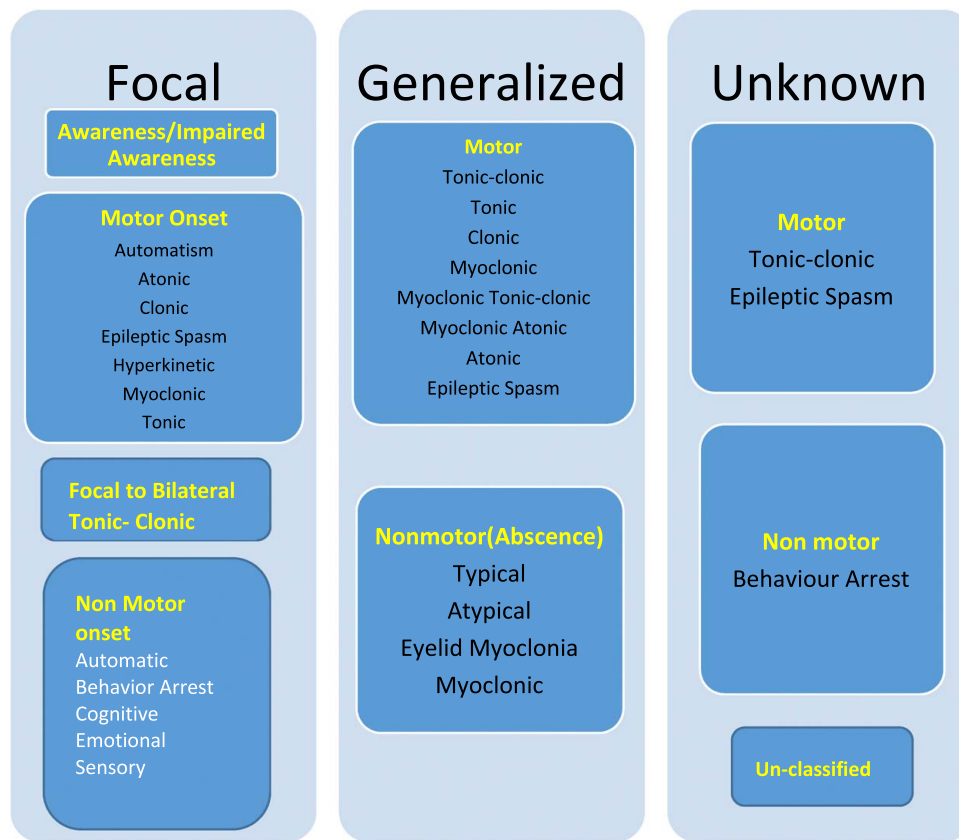 Focal
Awareness/Impaired
Awareness
Motor Onset
Automatism
Atonic
Clonic
Epileptic Spasm
Hyperkinetic
Myoclonic
Tonic
Focal to Bilateral
Tonic- Clonic
Non Motor
onset
Automatic
Behavior Arrest
Cognitive
Emotional
Sensory
Generalized
Motor
Tonic-clonic
Tonic
Clonic
Myoclonic
Myoclonic Tonic-clonic
Myoclonic Atonic
Atonic
Epileptic Spasm
Nonmotor(Abscence)
Typical
Atypical
Eyelid Myoclonia
Myoclonic
Unknown
Motor
Tonic-clonic
Epileptic Spasm
Non motor
Behaviour Arrest
Un-classified